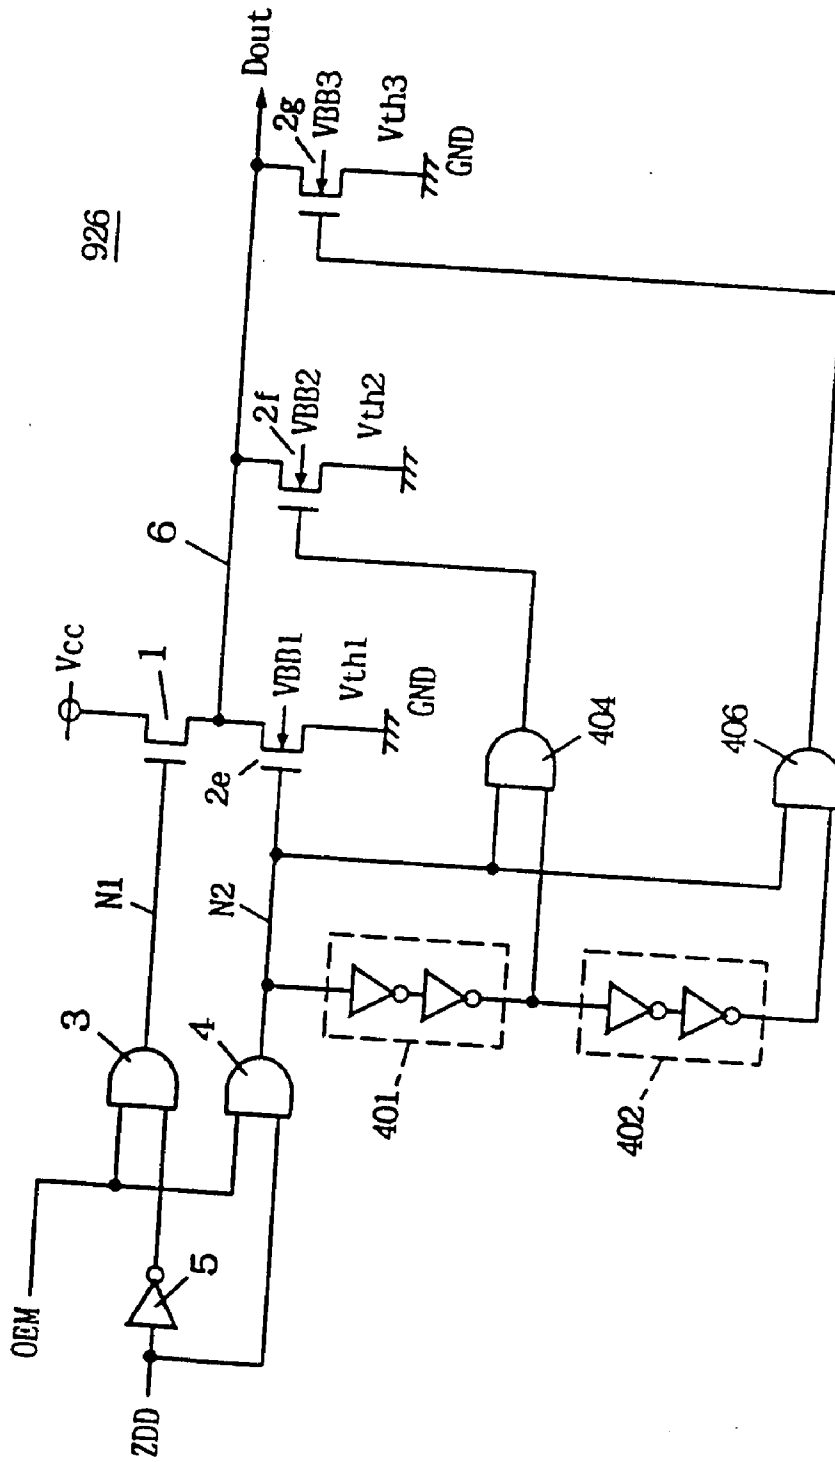 926
Vcc
1
6
Dout
2g
VBB3
Vth3
GND
2f
VBB2
Vth2
VBB1
Vth1
GND
2e
N1
N2
3
4
OEM
5
ZDD
401
402
404
406